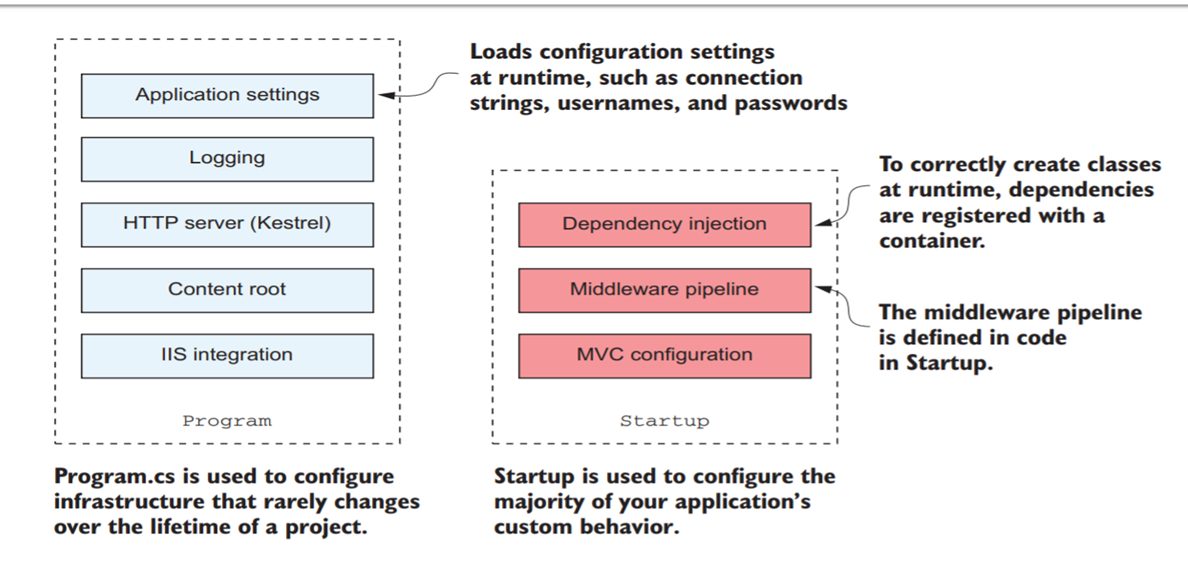 Loads configuration settings
at runtime, such as connection
strings, usernames, and passwords
Application settings
Logging
HTTP server (Kestrel)
Content root
IIS integration
Program
Program.cs is used to configure
infrastructure that rarely changes
over the lifetime of a project.
To correctly create classes
at runtime, dependencies
are registered with a
container.
Dependency injection
Middleware pipeline
MVC configuration
Startup
The middleware pipeline
is defined in code
in Startup.
Startup is used to configure the
majority of your application’s
custom behavior.